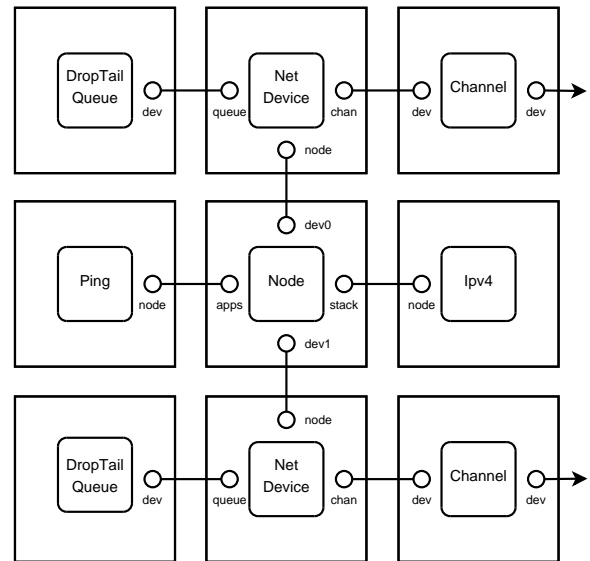 DropTail
Queue
dev
queue
Net
Device
chan
node
dev
Channel
dev
dev0
Ping
node
apps
Node
stack
dev1
node
Ipv4
DropTail
Queue
dev
node
queue
Net
Device
chan
dev
Channel
dev